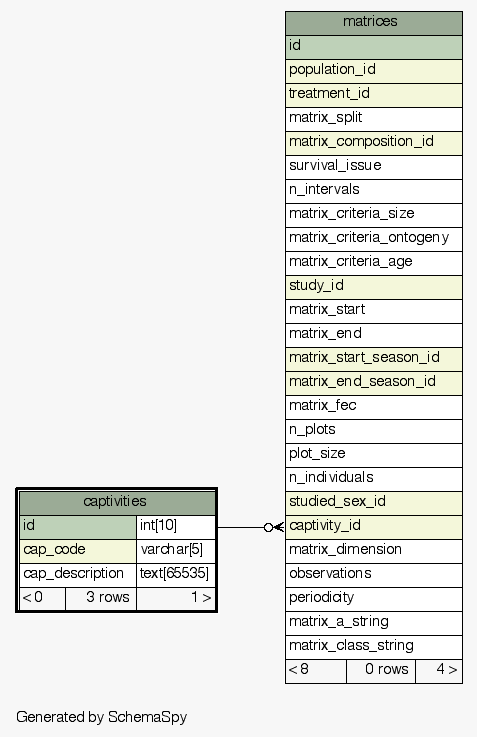 matrices
id
population_id
treatment_id
matrix_split
matrix_composition_id
survival_issue
n_intervals
matrix_criteria_size
matrix_criteria_ontogeny
matrix_criteria_age
study_id
matrix_start
matrix_end
matrix_start_season_id
matrix_end_season_id
matrix_fec
n_plots
plot_size
n_individuals
studied_sex_id
captivity_id
matrix_dimension
observations
periodicity
matrix_a_string
matrix_class_string
< 8 0 rows 4 >
captivities
id int[10]
cap_code varchar[5]
cap_description text[65535]
< 0 3 rows 1 >
Generated by SchemaSpy